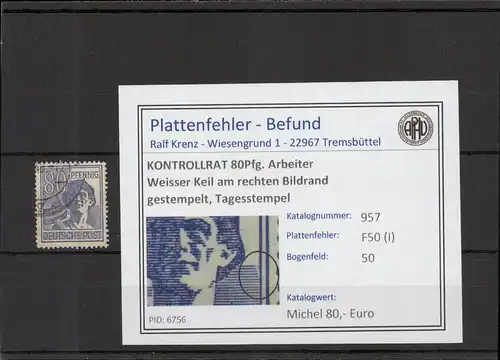 Plattenfehler - Befund
Ralf Krenz - Wiesengrund 1 - 22967 Tremsbüttel
APHV
KONTROLLRAT 80Pfg. Arbeiter
Weisser Keil am rechten Bildrand
gestempelt, Tagesstempel
Katalognummer: 957
Plattenfehler: F50 (I)
Bogenfeld: 50
Katalogwert:
Michel 80,- Euro
PID: 6756
80 PFENNIG
DEUTSCHE POST